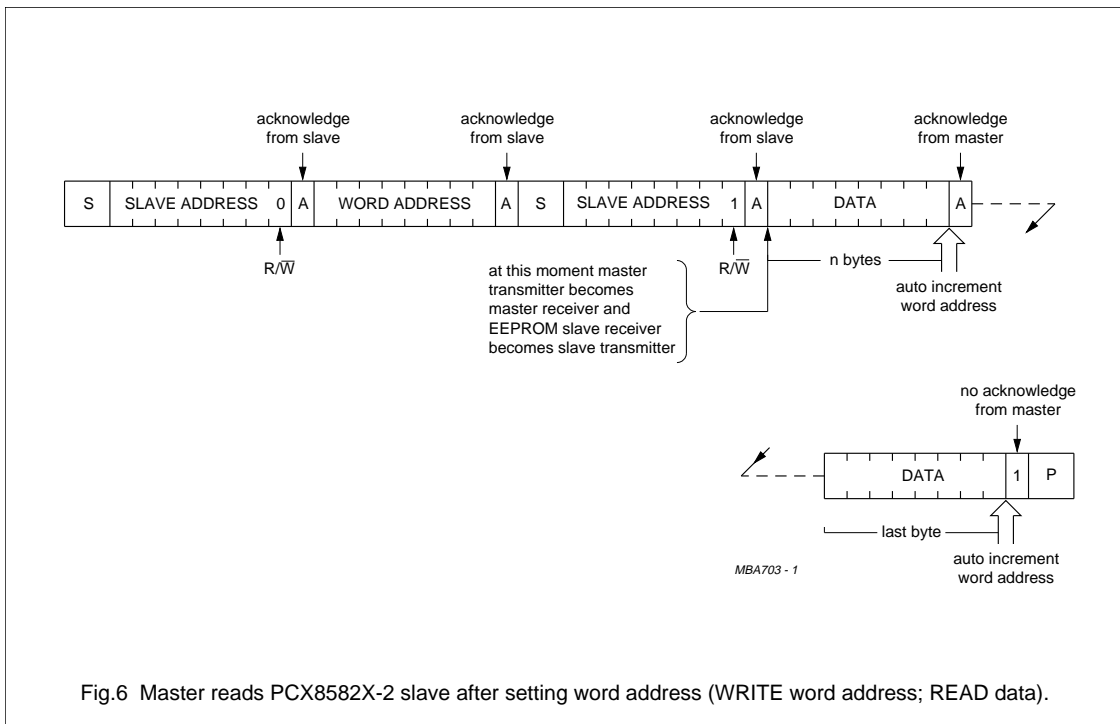 acknowledge
from slave
acknowledge
from slave
acknowledge
from slave
acknowledge
from master
S SLAVE ADDRESS 0 A WORD ADDRESS A S SLAVE ADDRESS 1 A DATA A
R/W̅
R/W̅
at this moment master
transmitter becomes
master receiver and
EEPROM slave receiver
becomes slave transmitter
n bytes
auto increment
word address
no acknowledge
from master
DATA 1 P
last byte
auto increment
word address
MBA703 - 1
Fig.6 Master reads PCX8582X-2 slave after setting word address (WRITE word address; READ data).